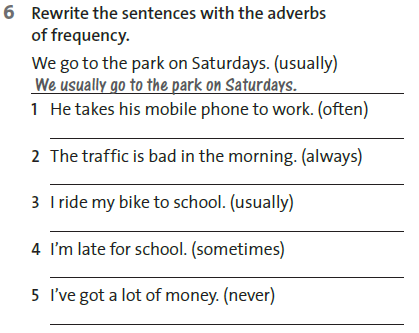 6 Rewrite the sentences with the adverbs
of frequency.
We go to the park on Saturdays. (usually)
We usually go to the park on Saturdays.
1 He takes his mobile phone to work. (often)
2 The traffic is bad in the morning. (always)
3 I ride my bike to school. (usually)
4 I'm late for school. (sometimes)
5 I've got a lot of money. (never)